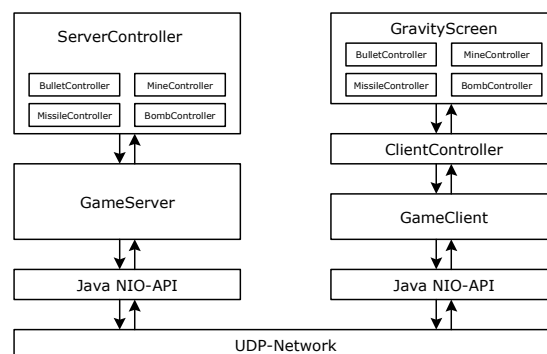 ServerController
BulletController
MineController
MissileController
BombController
GameServer
Java NIO-API
GravityScreen
BulletController
MineController
MissileController
BombController
ClientController
GameClient
Java NIO-API
UDP-Network